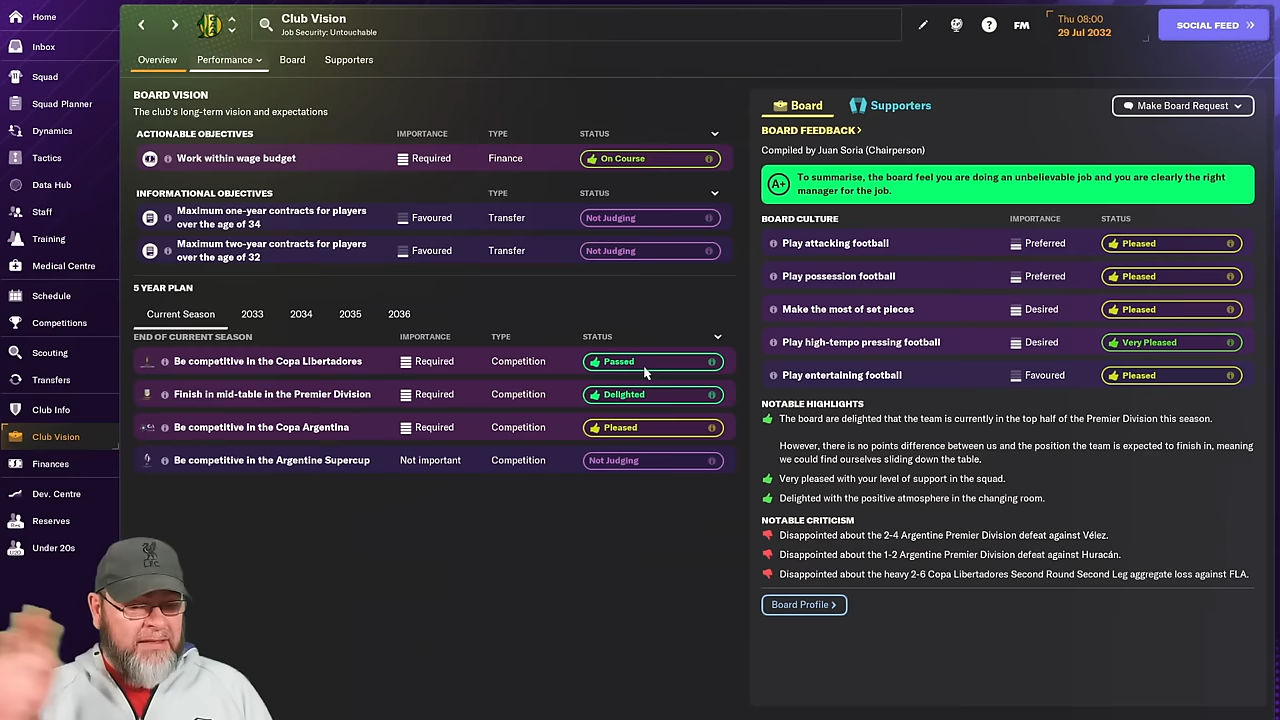 Home
Inbox
Squad
Squad Planner
Dynamics
Tactics
Data Hub
Staff
Training
Medical Centre
Schedule
Competitions
Scouting
Transfers
Club Info
Club Vision
Finances
Dev. Centre
Reserves
Under 20s
Club Vision
Job Security: Untouchable
FM
Thu 08:00
29 Jul 2032
SOCIAL FEED
Overview Performance Board Supporters
BOARD VISION
The club's long-term vision and expectations
ACTIONABLE OBJECTIVES IMPORTANCE TYPE STATUS
Work within wage budget Required Finance On Course
INFORMATIONAL OBJECTIVES TYPE STATUS
Maximum one-year contracts for players
over the age of 34 Favoured Transfer Not Judging
Maximum two-year contracts for players
over the age of 32 Favoured Transfer Not Judging
5 YEAR PLAN
Current Season 2033 2034 2035 2036
END OF CURRENT SEASON IMPORTANCE TYPE STATUS
Be competitive in the Copa Libertadores Required Competition Passed
Finish in mid-table in the Premier Division Required Competition Delighted
Be competitive in the Copa Argentina Required Competition Pleased
Be competitive in the Argentine Supercup Not important Competition Not Judging
Board Supporters Make Board Request
BOARD FEEDBACK
Compiled by Juan Soria (Chairperson)
A+ To summarise, the board feel you are doing an unbelievable job and you are clearly the right
manager for the job.
BOARD CULTURE IMPORTANCE STATUS
Play attacking football Preferred Pleased
Play possession football Preferred Pleased
Make the most of set pieces Desired Pleased
Play high-tempo pressing football Desired Very Pleased
Play entertaining football Favoured Pleased
NOTABLE HIGHLIGHTS
The board are delighted that the team is currently in the top half of the Premier Division this season.
However, there is no points difference between us and the position the team is expected to finish in, meaning
we could find ourselves sliding down the table.
Very pleased with your level of support in the squad.
Delighted with the positive atmosphere in the changing room.
NOTABLE CRITICISM
Disappointed about the 2-4 Argentine Premier Division defeat against Vélez.
Disappointed about the 1-2 Argentine Premier Division defeat against Huracán.
Disappointed about the heavy 2-6 Copa Libertadores Second Round Second Leg aggregate loss against FLA.
Board Profile
L.F.C.